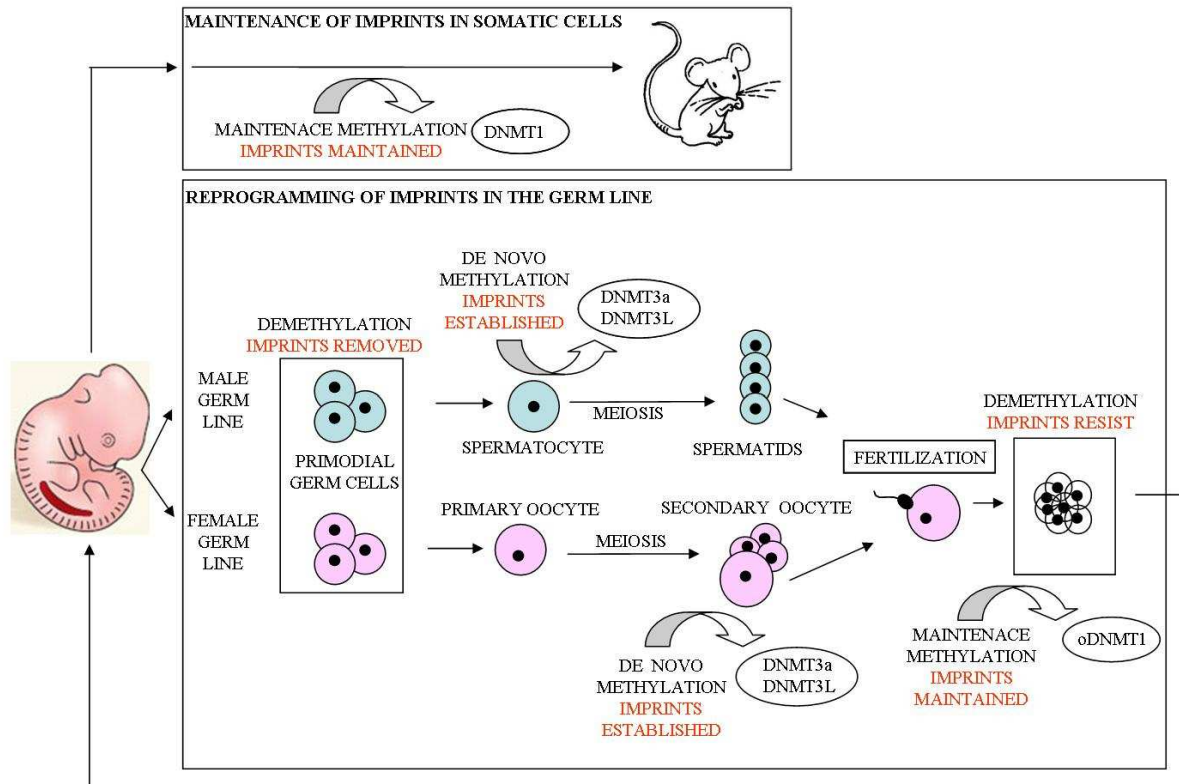 MAINTENANCE OF IMPRINTS IN SOMATIC CELLS
MAINTENACE METHYLATION
IMPRINTS MAINTAINED
DNMT1
REPROGRAMMING OF IMPRINTS IN THE GERM LINE
DE NOVO
METHYLATION
IMPRINTS
ESTABLISHED
DNMT3a
DNMT3L
DEMETHYLATION
IMPRINTS REMOVED
MALE
GERM
LINE
SPERMATOCYTE
MEIOSIS
SPERMATIDS
PRIMODIAL
GERM CELLS
FEMALE
GERM
LINE
PRIMARY OOCYTE
MEIOSIS
SECONDARY OOCYTE
DE NOVO
METHYLATION
IMPRINTS
ESTABLISHED
DNMT3a
DNMT3L
FERTILIZATION
DEMETHYLATION
IMPRINTS RESIST
MAINTENACE
METHYLATION
IMPRINTS
MAINTAINED
oDNMT1